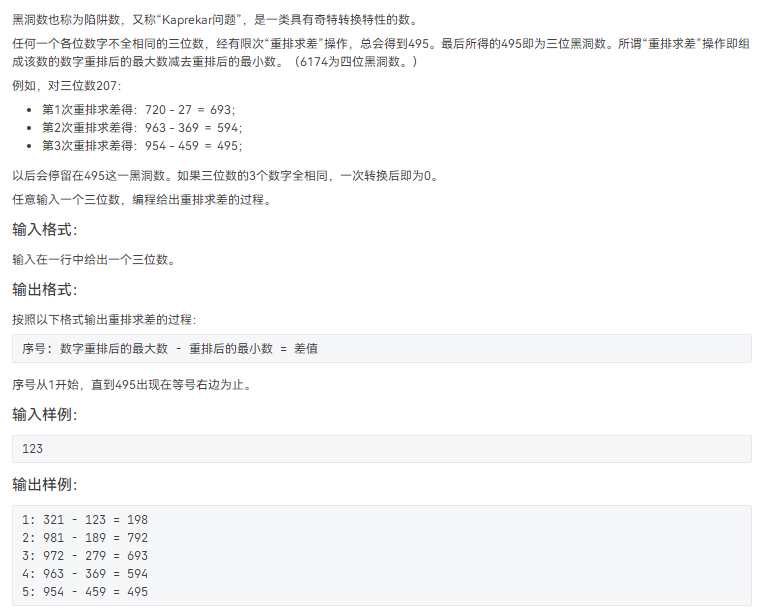 黑洞数也称为陷阱数，又称“Kaprekar问题”，是一类具有奇特转换特性的数。
任何一个各位数字不全相同的三位数，经有限次“重排求差”操作，总会得到495。最后所得的495即为三位黑洞数。所谓“重排求差”操作即组
成该数的数字重排后的最大数减去重排后的最小数。（6174为四位黑洞数。）
例如，对三位数207：
• 第1次重排求差得：720 - 27 ＝ 693；
• 第2次重排求差得：963 - 369 ＝ 594；
• 第3次重排求差得：954 - 459 ＝ 495；
以后会停留在495这一黑洞数。如果三位数的3个数字全相同，一次转换后即为0。
任意输入一个三位数，编程给出重排求差的过程。
输入格式：
输入在一行中给出一个三位数。
输出格式：
按照以下格式输出重排求差的过程：
序号: 数字重排后的最大数 - 重排后的最小数 = 差值
序号从1开始，直到495出现在等号右边为止。
输入样例：
123
输出样例：
1: 321 - 123 = 198
2: 981 - 189 = 792
3: 972 - 279 = 693
4: 963 - 369 = 594
5: 954 - 459 = 495